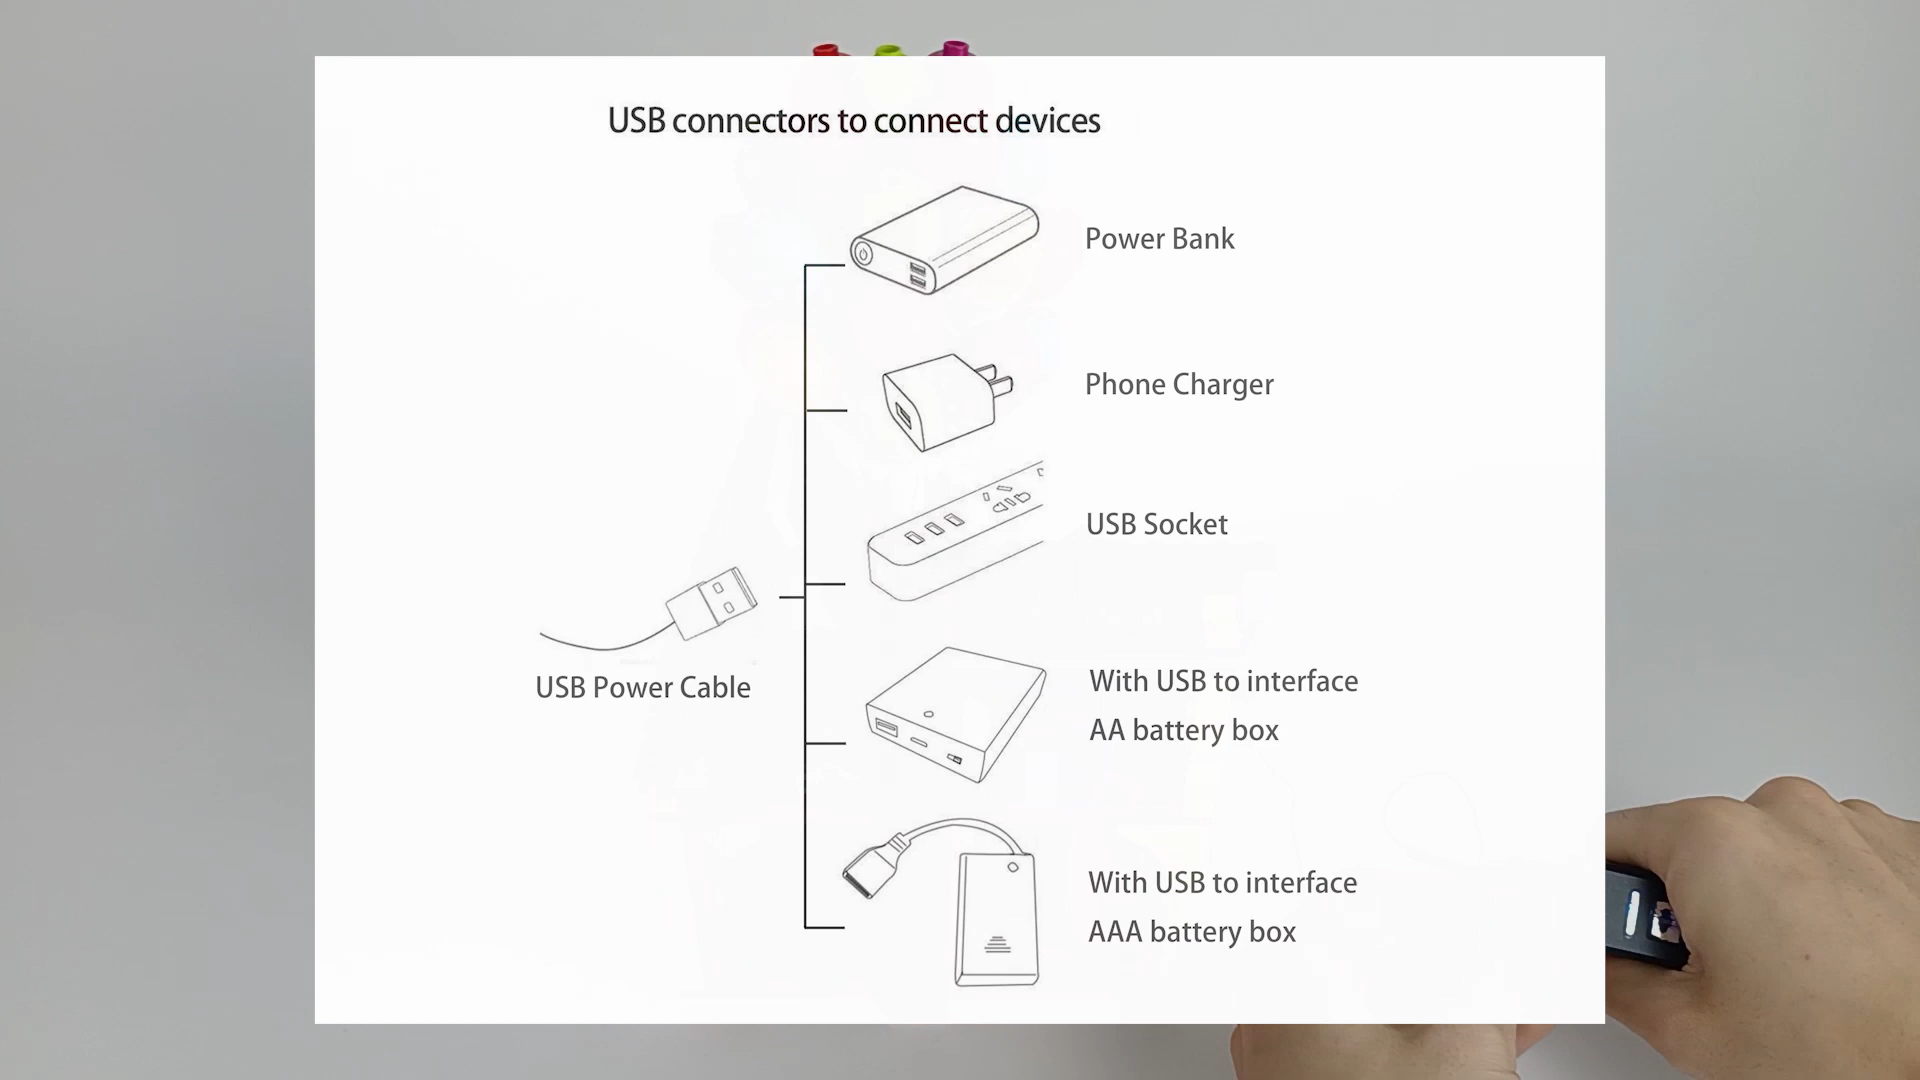 USB connectors to connect devices
Power Bank
Phone Charger
USB Socket
USB Power Cable
With USB to interface
AA battery box
With USB to interface
AAA battery box